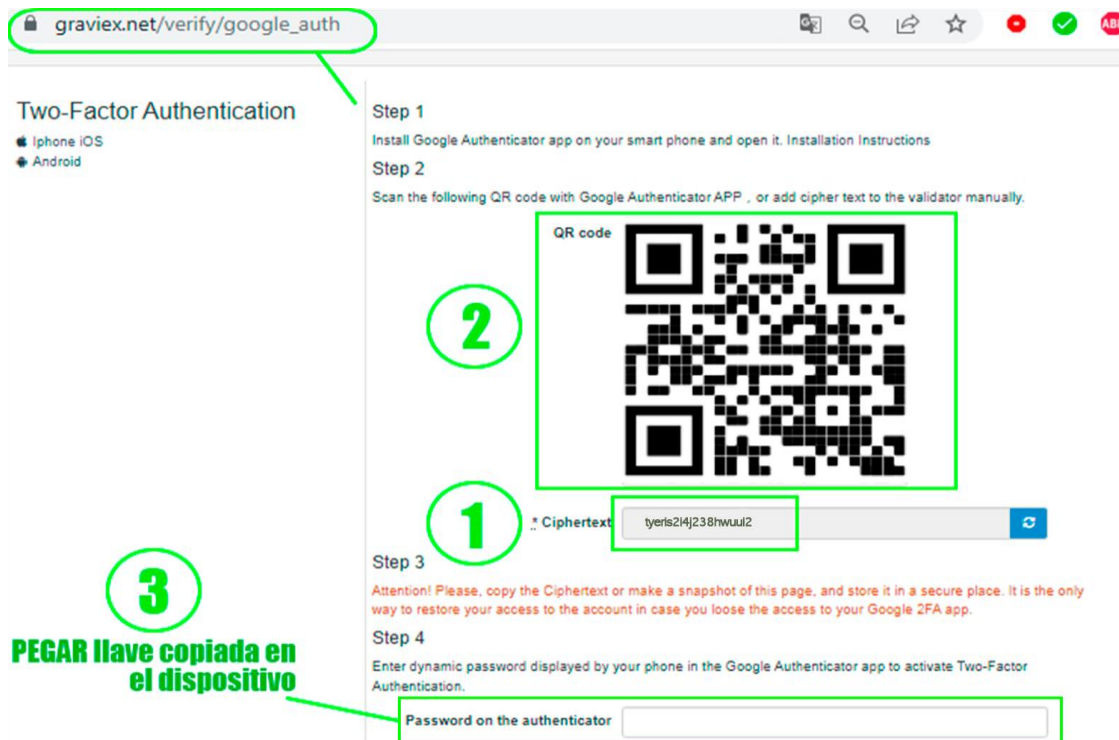 graviex.net/verify/google_auth
Two-Factor Authentication
Iphone iOS
Android
Step 1
Install Google Authenticator app on your smart phone and open it. Installation Instructions
Step 2
Scan the following QR code with Google Authenticator APP , or add cipher text to the validator manually.
QR code
2
1
* Ciphertext
tyeris2l4j238hwuul2
Step 3
Attention! Please, copy the Ciphertext or make a snapshot of this page, and store it in a secure place. It is the only
way to restore your access to the account in case you loose the access to your Google 2FA app.
3
PEGAR llave copiada en
el dispositivo
Step 4
Enter dynamic password displayed by your phone in the Google Authenticator app to activate Two-Factor
Authentication.
Password on the authenticator